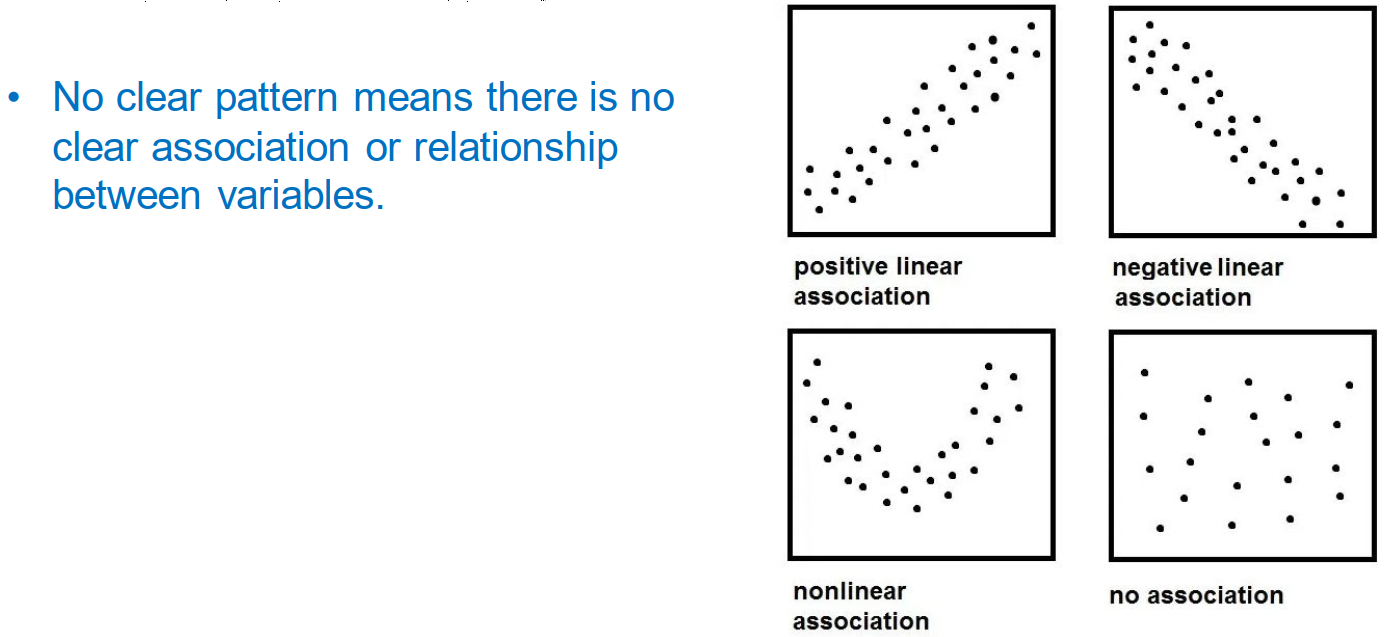 • No clear pattern means there is no
clear association or relationship
between variables.
positive linear
association
negative linear
association
nonlinear
association
no association